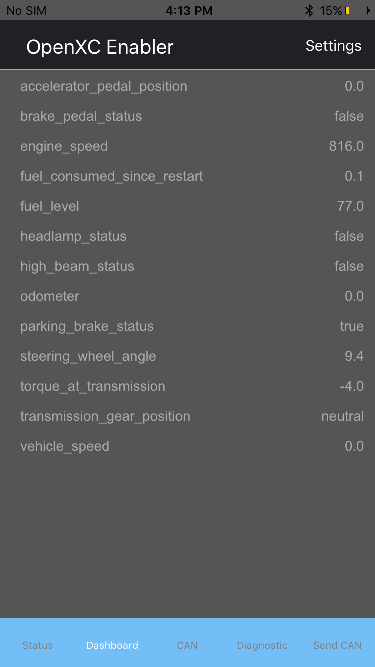 No SIM 4:13 PM 15%
OpenXC Enabler Settings
accelerator_pedal_position 0.0
brake_pedal_status false
engine_speed 816.0
fuel_consumed_since_restart 0.1
fuel_level 77.0
headlamp_status false
high_beam_status false
odometer 0.0
parking_brake_status true
steering_wheel_angle 9.4
torque_at_transmission -4.0
transmission_gear_position neutral
vehicle_speed 0.0
Status Dashboard CAN Diagnostic Send CAN